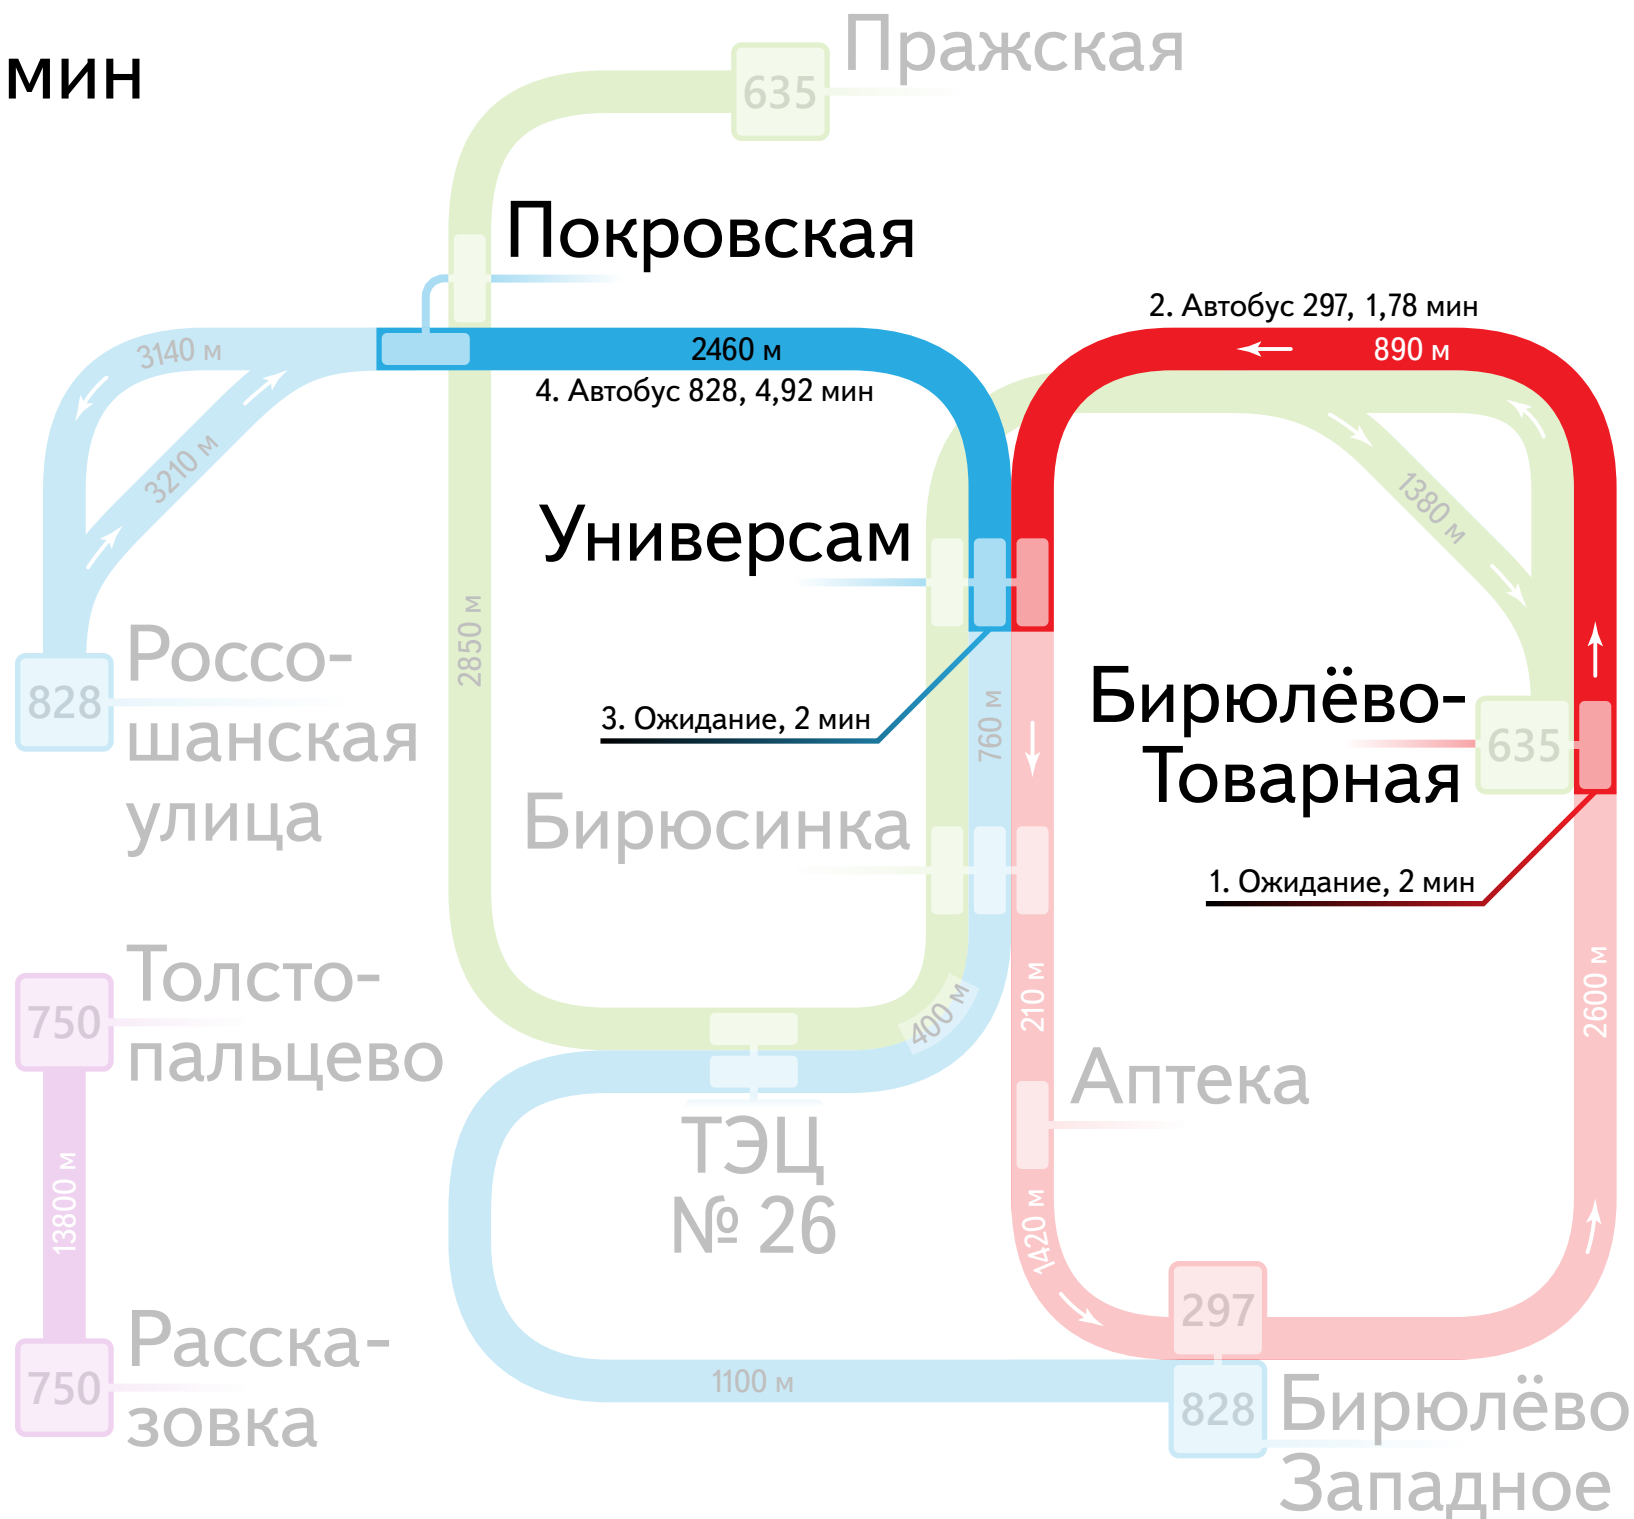 мин
Пражская
635
Покровская
2. Автобус 297, 1,78 мин
3140 м
2460 м
890 м
4. Автобус 828, 4,92 мин
3210 м
1380 м
Универсам
2850 м
Россо-
шанская
улица
828
3. Ожидание, 2 мин
760 м
Бирюлёво-
Товарная
635
Бирюсинка
1. Ожидание, 2 мин
Толсто-
пальцево
750
400 м
210 м
2600 м
Аптека
ТЭЦ
№ 26
13800 м
1420 м
297
Расска-
зовка
750
1100 м
828
Бирюлёво
Западное